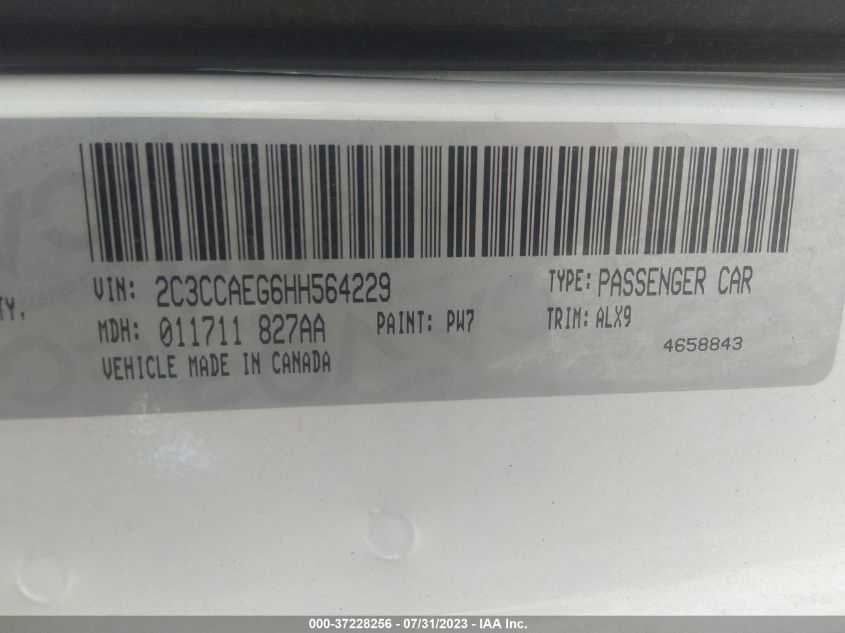 VIN: 2C3CCAEG6HH564229 TYPE: PASSENGER CAR
TY, MDH: 011711 827AA PAINT: PW7 TRIM: ALX9
4658843
VEHICLE MADE IN CANADA
000-37228256 - 07/31/2023 - IAA Inc.